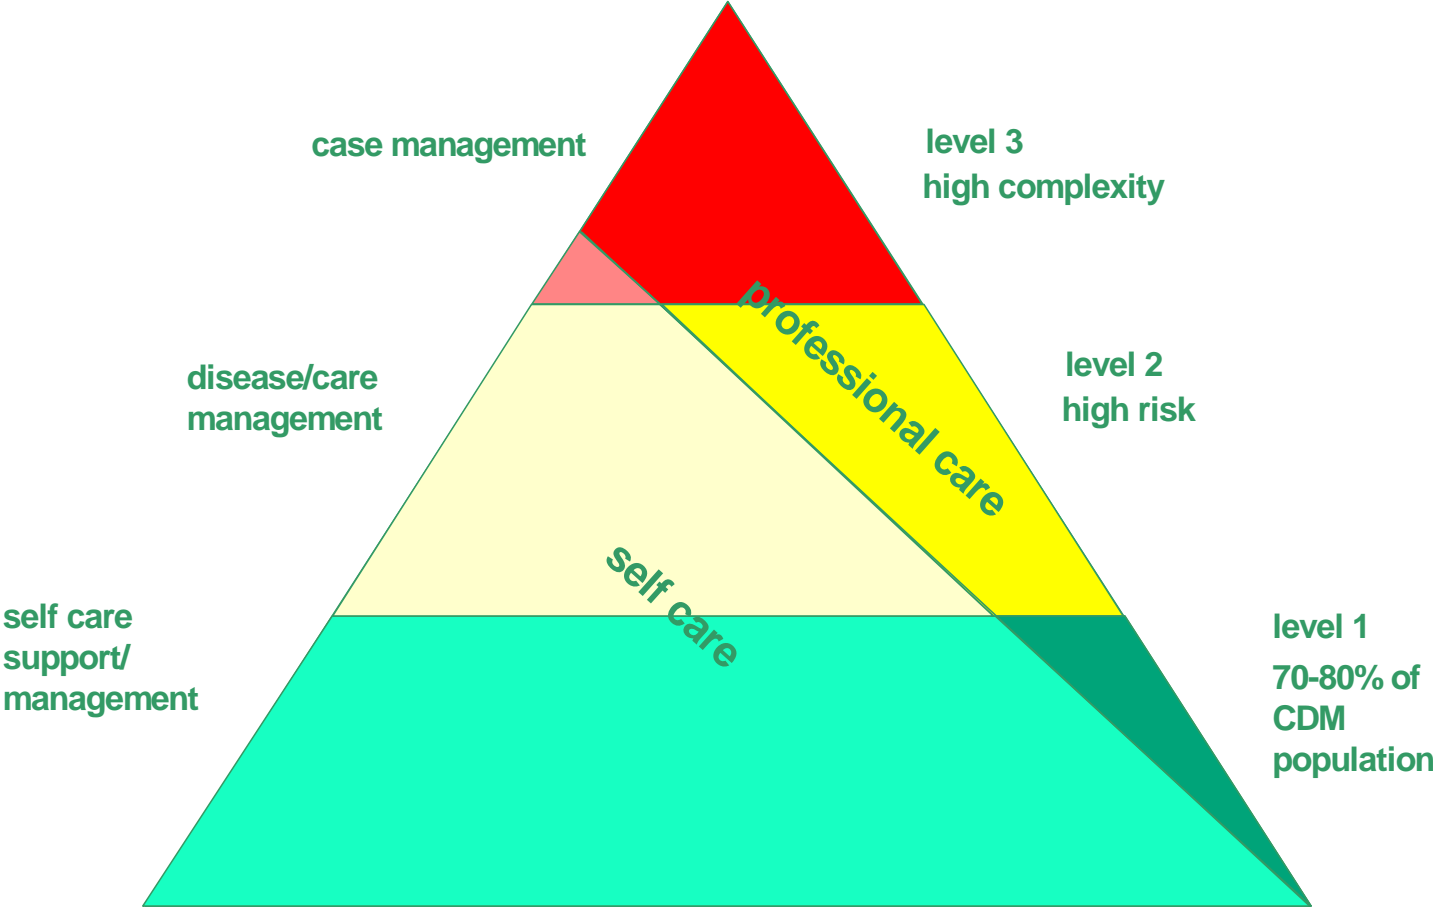 case management
level 3
high complexity
professional care
disease/care
management
level 2
high risk
self care
self care
support/
management
level 1
70-80% of
CDM
population